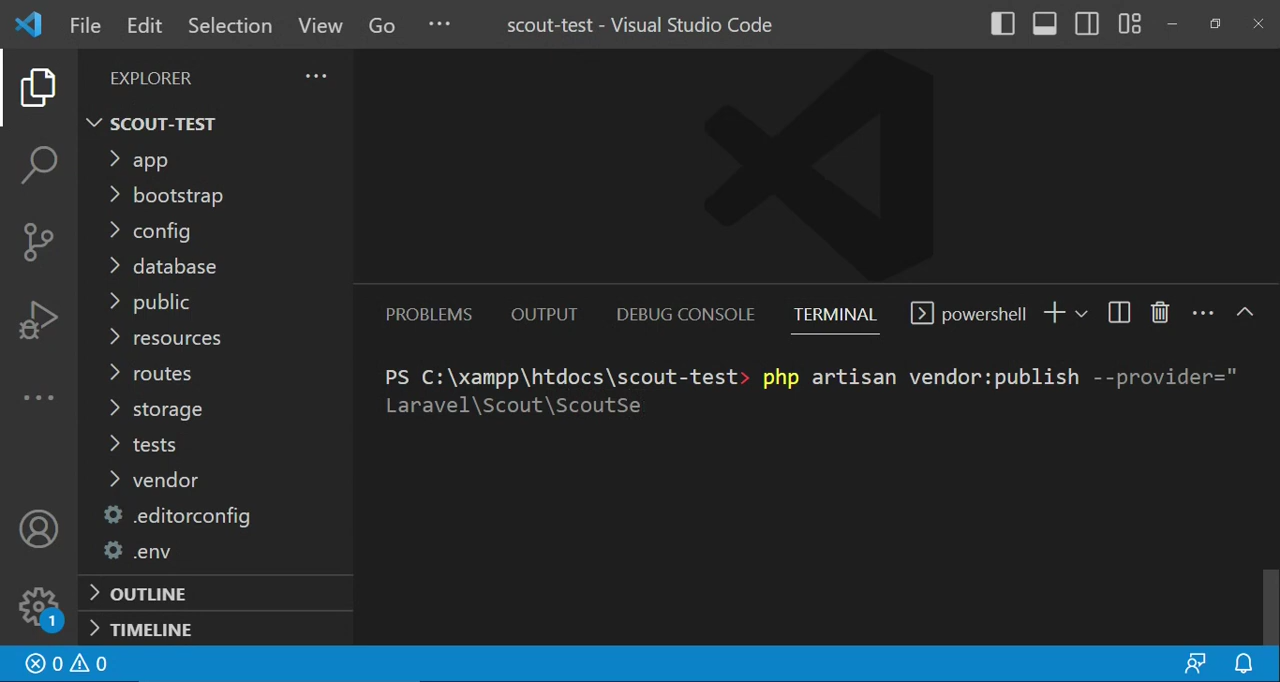 File Edit Selection View Go ··· scout-test - Visual Studio Code
EXPLORER ···
SCOUT-TEST
app
bootstrap
config
database
public
resources
routes
storage
tests
vendor
.editorconfig
.env
OUTLINE
TIMELINE
PROBLEMS OUTPUT DEBUG CONSOLE TERMINAL powershell ···
PS C:\xampp\htdocs\scout-test> php artisan vendor:publish --provider="
Laravel\Scout\ScoutSe
1
0 0